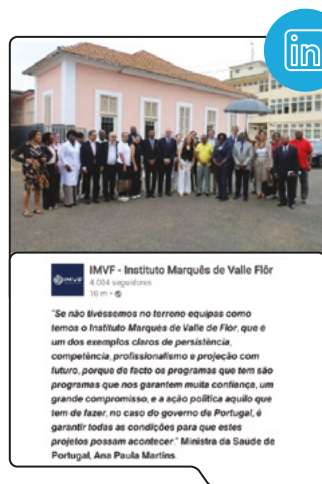 in
IMVF - Instituto Marquês de Valle Flôr
4.004 seguidores
10 m •
IMVF
"Se não tivéssemos no terreno equipas como
temos o Instituto Marquês de Valle de Flôr, que é
um dos exemplos claros de persistência,
competência, profissionalismo e projeção com
futuro, porque de facto os programas que tem são
programas que nos garantem muita confiança, um
grande compromisso, e a ação política aquilo que
tem de fazer, no caso do governo de Portugal, é
garantir todas as condições para que estes
projetos possam acontecer." Ministra da Saúde de
Portugal, Ana Paula Martins.